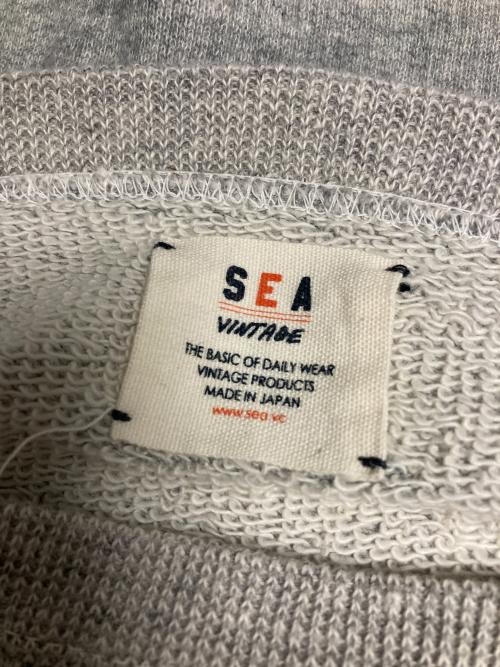 SEA
VINTAGE
THE BASIC OF DAILY WEAR
VINTAGE PRODUCTS
MADE IN JAPAN
www.sea.vc